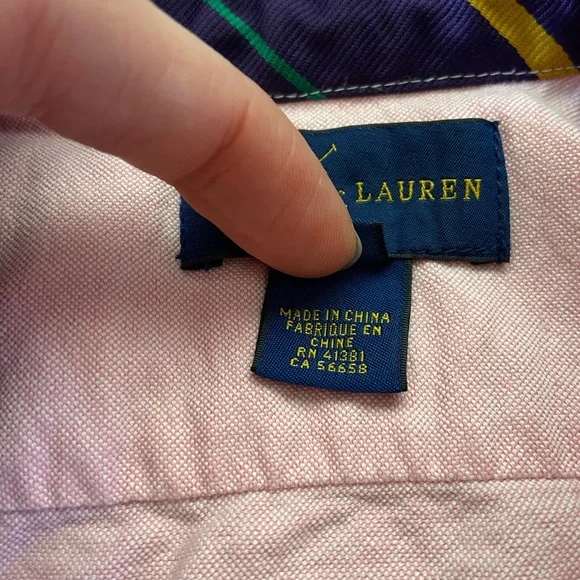 LAUREN
MADE IN CHINA
FABRIQUE EN
CHINE
RN 41381
CA 56658